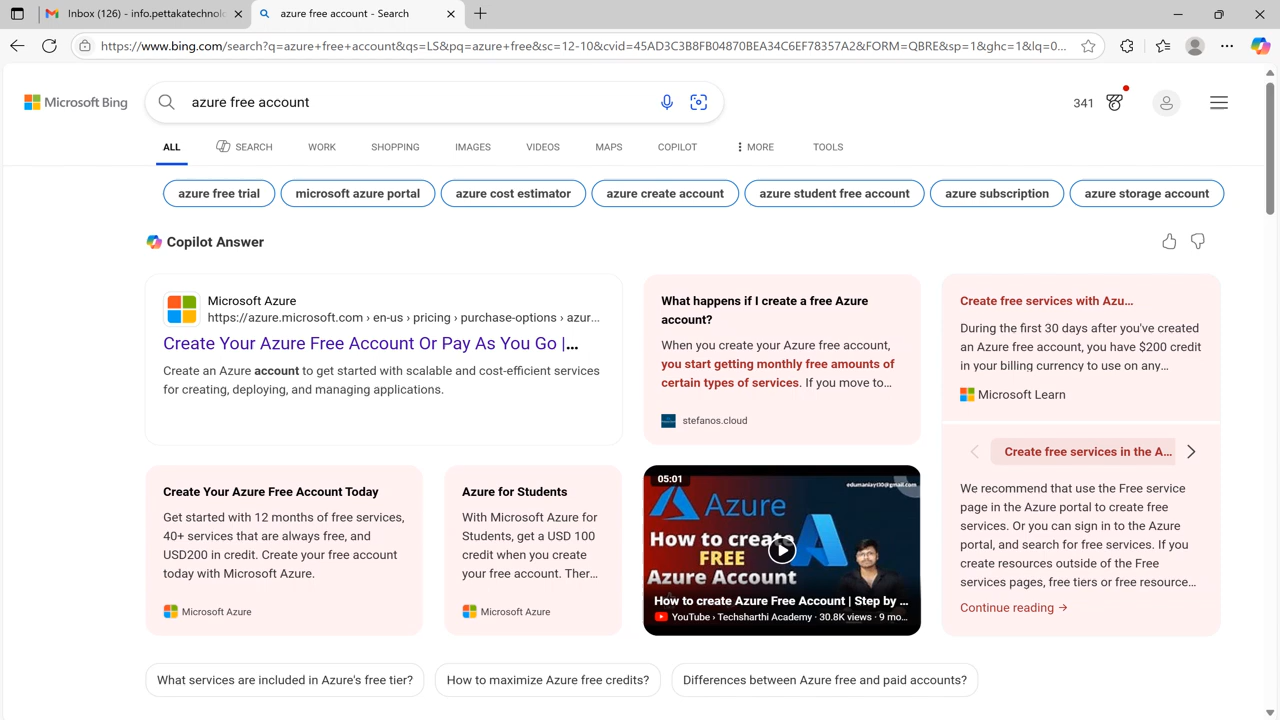 Inbox (126) - info.pettakatechnolo
azure free account - Search
https://www.bing.com/search?q=azure+free+account&qs=LS&pq=azure+free&sc=12-10&cvid=45AD3C3B8FB04870BEA34C6EF78357A2&FORM=QBRE&sp=1&ghc=1&lq=0...
Microsoft Bing
azure free account
341
ALL
SEARCH
WORK
SHOPPING
IMAGES
VIDEOS
MAPS
COPILOT
MORE
TOOLS
azure free trial
microsoft azure portal
azure cost estimator
azure create account
azure student free account
azure subscription
azure storage account
Copilot Answer
Microsoft Azure
https://azure.microsoft.com › en-us › pricing › purchase-options › azur...
Create Your Azure Free Account Or Pay As You Go |...
Create an Azure account to get started with scalable and cost-efficient services
for creating, deploying, and managing applications.
What happens if I create a free Azure
account?
When you create your Azure free account,
you start getting monthly free amounts of
certain types of services. If you move to...
stefanos.cloud
Create free services with Azu...
During the first 30 days after you've created
an Azure free account, you have $200 credit
in your billing currency to use on any...
Microsoft Learn
Create free services in the A...
We recommend that use the Free service
page in the Azure portal to create free
services. Or you can sign in to the Azure
portal, and search for free services. If you
create resources outside of the Free
services pages, free tiers or free resource...
Continue reading →
Create Your Azure Free Account Today
Get started with 12 months of free services,
40+ services that are always free, and
USD200 in credit. Create your free account
today with Microsoft Azure.
Microsoft Azure
Azure for Students
With Microsoft Azure for
Students, get a USD 100
credit when you create
your free account. Ther...
Microsoft Azure
05:01
edumaniayt10@gmail.com
Azure
How to create
FREE
Azure Account
How to create Azure Free Account | Step by ...
YouTube › Techsharthi Academy · 30.8K views · 9 mo...
What services are included in Azure's free tier?
How to maximize Azure free credits?
Differences between Azure free and paid accounts?